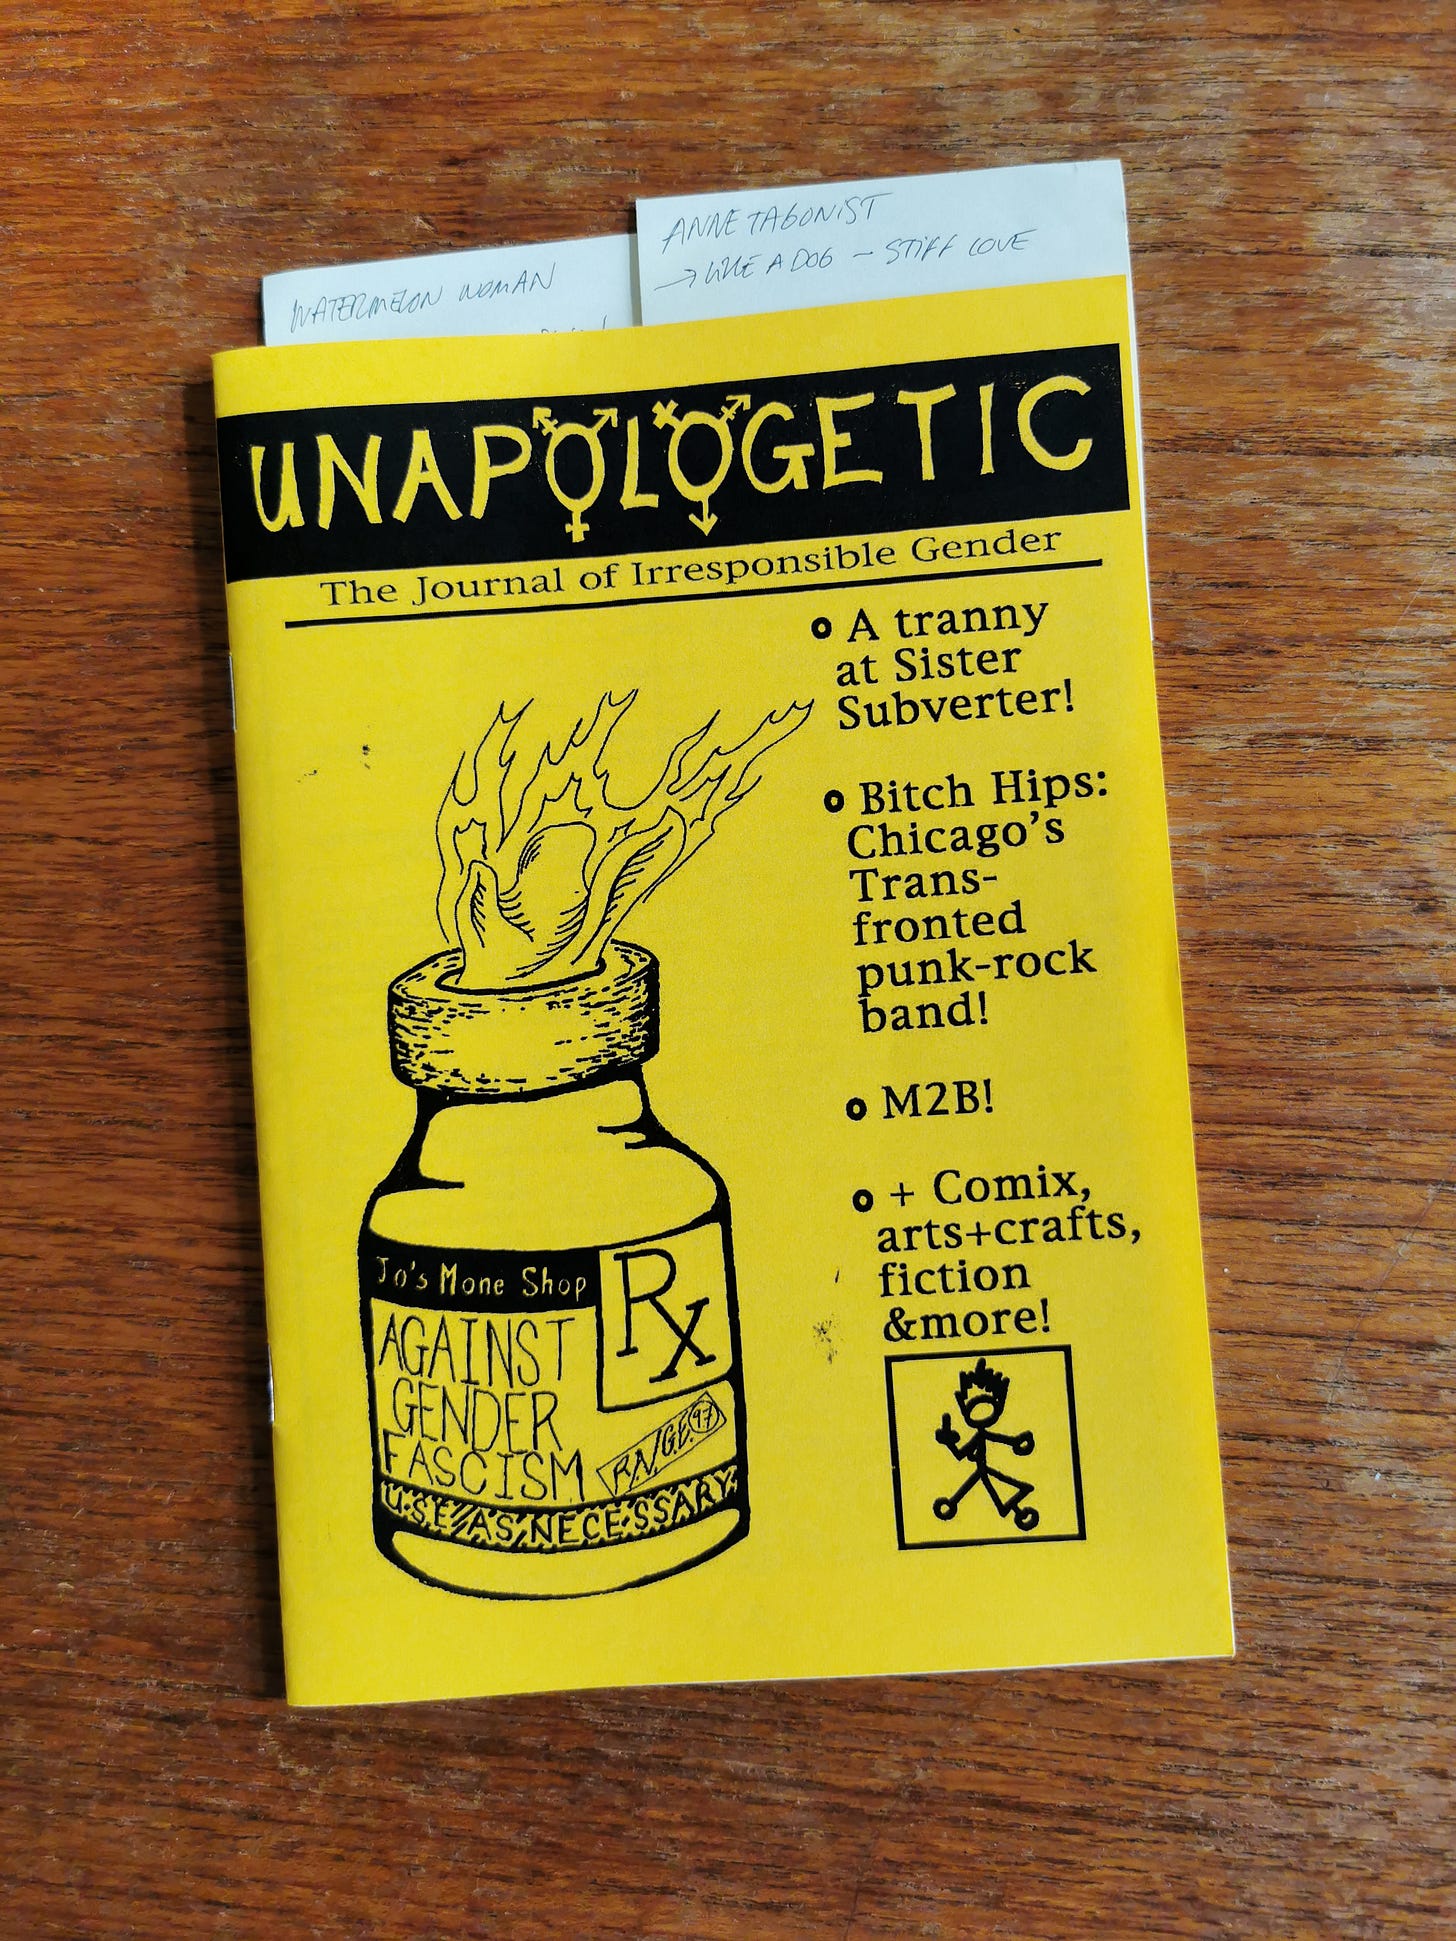 WATERMELON WOMAN
ANNE TAGONIST
→ LIKE A DOG – STIFF LOVE
UNAPOLOGETIC
The Journal of Irresponsible Gender
o A tranny
at Sister
Subverter!
o Bitch Hips:
Chicago's
Trans-
fronted
punk-rock
band!
o M2B!
o + Comix,
arts+crafts,
fiction
&more!
Jo's Mone Shop
Rx
AGAINST
GENDER
FASCISM
R.N.G.E. 97
USE AS NECESSARY